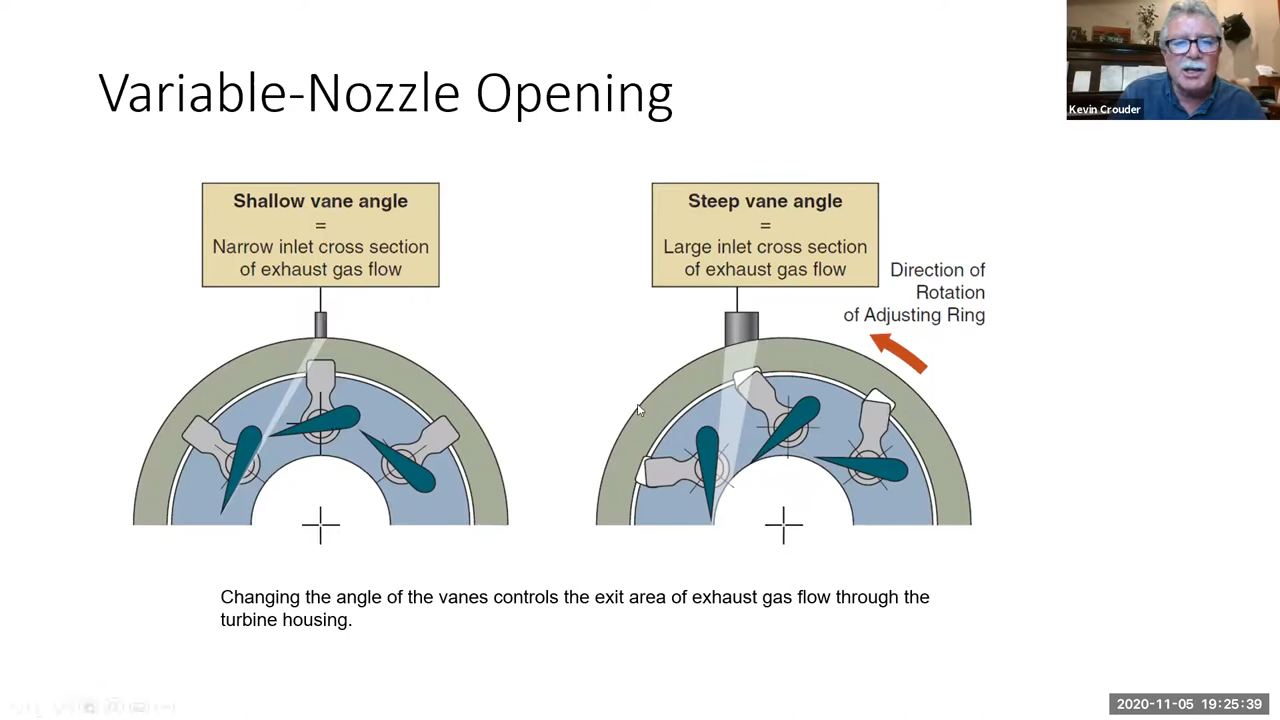 Variable-Nozzle Opening
Kevin Crouder
Shallow vane angle
=
Narrow inlet cross section
of exhaust gas flow
Steep vane angle
=
Large inlet cross section
of exhaust gas flow
Direction of
Rotation
of Adjusting Ring
Changing the angle of the vanes controls the exit area of exhaust gas flow through the
turbine housing.
2020-11-05 19:25:39